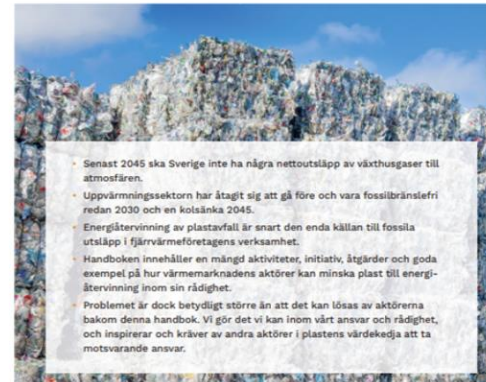 • Senast 2045 ska Sverige inte ha några nettoutsläpp av växthusgaser till
atmosfären.
• Uppvärmningssektorn har åtagit sig att gå före och vara fossilbränslefri
redan 2030 och en kolsänka 2045.
• Energiåtervinning av plastavfall är snart den enda källan till fossila
utsläpp i fjärrvärmeföretagens verksamhet.
• Handboken innehåller en mängd aktiviteter, initiativ, åtgärder och goda
exempel på hur värmemarknadens aktörer kan minska plast till energi-
återvinning inom sin rådighet.
• Problemet är dock betydligt större än att det kan lösas av aktörerna
bakom denna handbok. Vi gör det vi kan inom vårt ansvar och rådighet,
och inspirerar och kräver av andra aktörer i plastens värdekedja att ta
motsvarande ansvar.